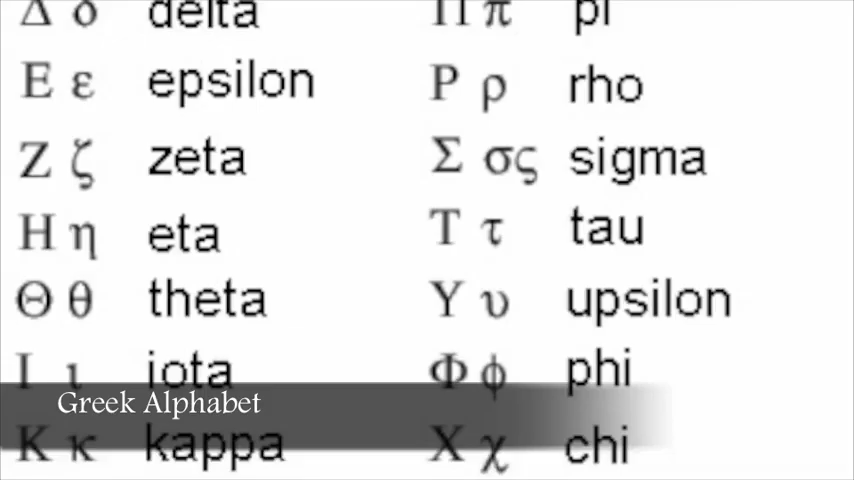 Δ δ delta Π π pi
Ε ε epsilon Ρ ρ rho
Ζ ζ zeta Σ σς sigma
Η η eta Τ τ tau
Θ θ theta Υ υ upsilon
Ι ι iota Φ φ phi
Greek Alphabet
Κ κ kappa Χ χ chi